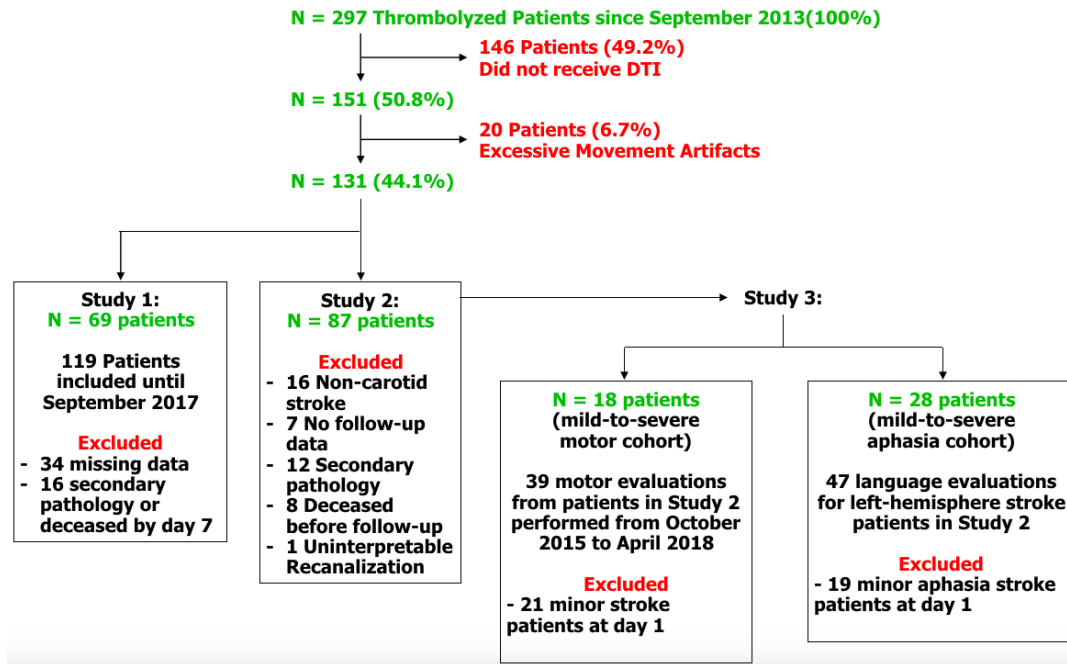 N = 297 Thrombolyzed Patients since September 2013(100%)
146 Patients (49.2%)
Did not receive DTI
N = 151 (50.8%)
20 Patients (6.7%)
Excessive Movement Artifacts
N = 131 (44.1%)
Study 1:
N = 69 patients
119 Patients
included until
September 2017
Excluded
- 34 missing data
- 16 secondary
pathology or
deceased by day 7
Study 2:
N = 87 patients
Excluded
- 16 Non-carotid
stroke
- 7 No follow-up
data
- 12 Secondary
pathology
- 8 Deceased
before follow-up
- 1 Uninterpretable
Recanalization
Study 3:
N = 18 patients
(mild-to-severe
motor cohort)
39 motor evaluations
from patients in Study 2
performed from October
2015 to April 2018
Excluded
- 21 minor stroke
patients at day 1
N = 28 patients
(mild-to-severe
aphasia cohort)
47 language evaluations
for left-hemisphere stroke
patients in Study 2
Excluded
- 19 minor aphasia stroke
patients at day 1